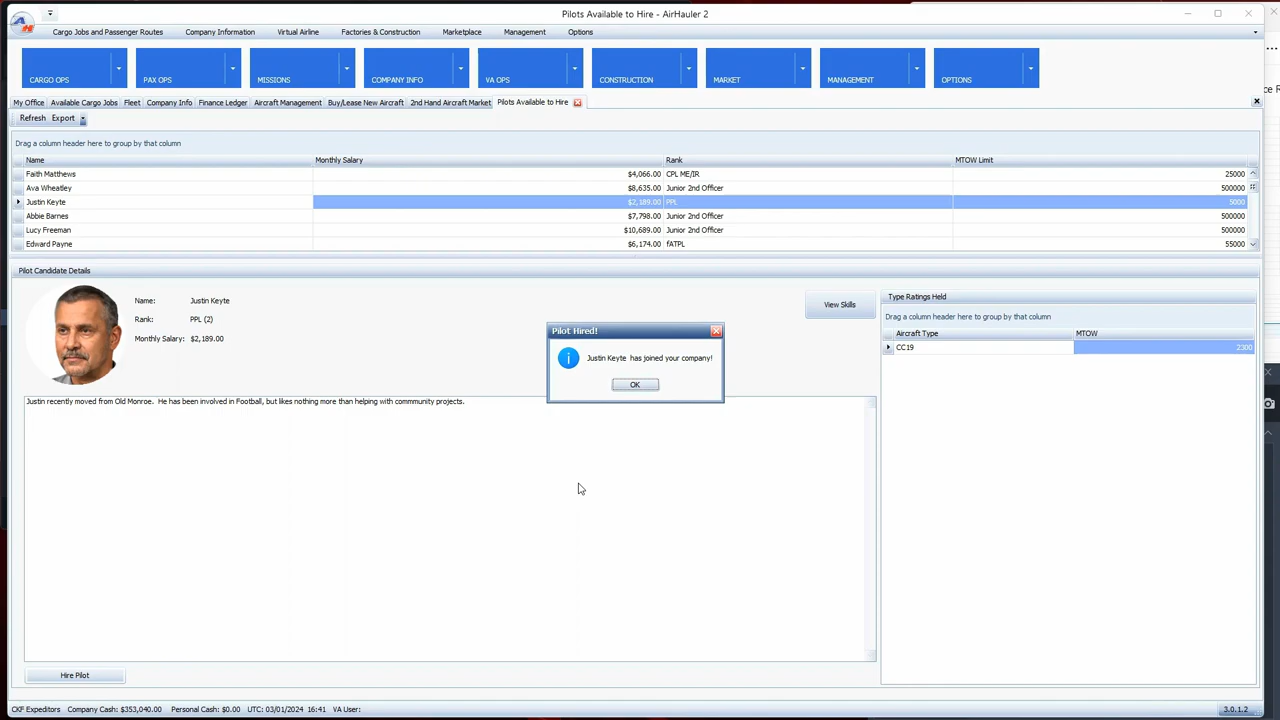 Pilots Available to Hire - AirHauler 2
Cargo Jobs and Passenger Routes Company Information Virtual Airline Factories & Construction Marketplace Management Options
CARGO OPS PAX OPS MISSIONS COMPANY INFO VA OPS CONSTRUCTION MARKET MANAGEMENT OPTIONS
My Office Available Cargo Jobs Fleet Company Info Finance Ledger Aircraft Management Buy/Lease New Aircraft 2nd Hand Aircraft Market Pilots Available to Hire
Refresh Export
Drag a column header here to group by that column
Name Monthly Salary Rank MTOW Limit
Faith Matthews $4,066.00 CPL ME/IR 25000
Ava Wheatley $8,635.00 Junior 2nd Officer 500000
Justin Keyte $2,189.00 PPL 5000
Abbie Barnes $7,798.00 Junior 2nd Officer 500000
Lucy Freeman $10,689.00 Junior 2nd Officer 500000
Edward Payne $6,174.00 fATPL 55000
Pilot Candidate Details
Name: Justin Keyte
Rank: PPL (2)
Monthly Salary: $2,189.00
View Skills
Type Ratings Held
Drag a column header here to group by that column
Aircraft Type MTOW
CC19 2300
Pilot Hired!
Justin Keyte has joined your company!
OK
Justin recently moved from Old Monroe. He has been involved in Football, but likes nothing more than helping with commmunity projects.
Hire Pilot
CKF Expeditors Company Cash: $353,040.00 Personal Cash: $0.00 UTC: 03/01/2024 16:41 VA User:
3.0.1.2